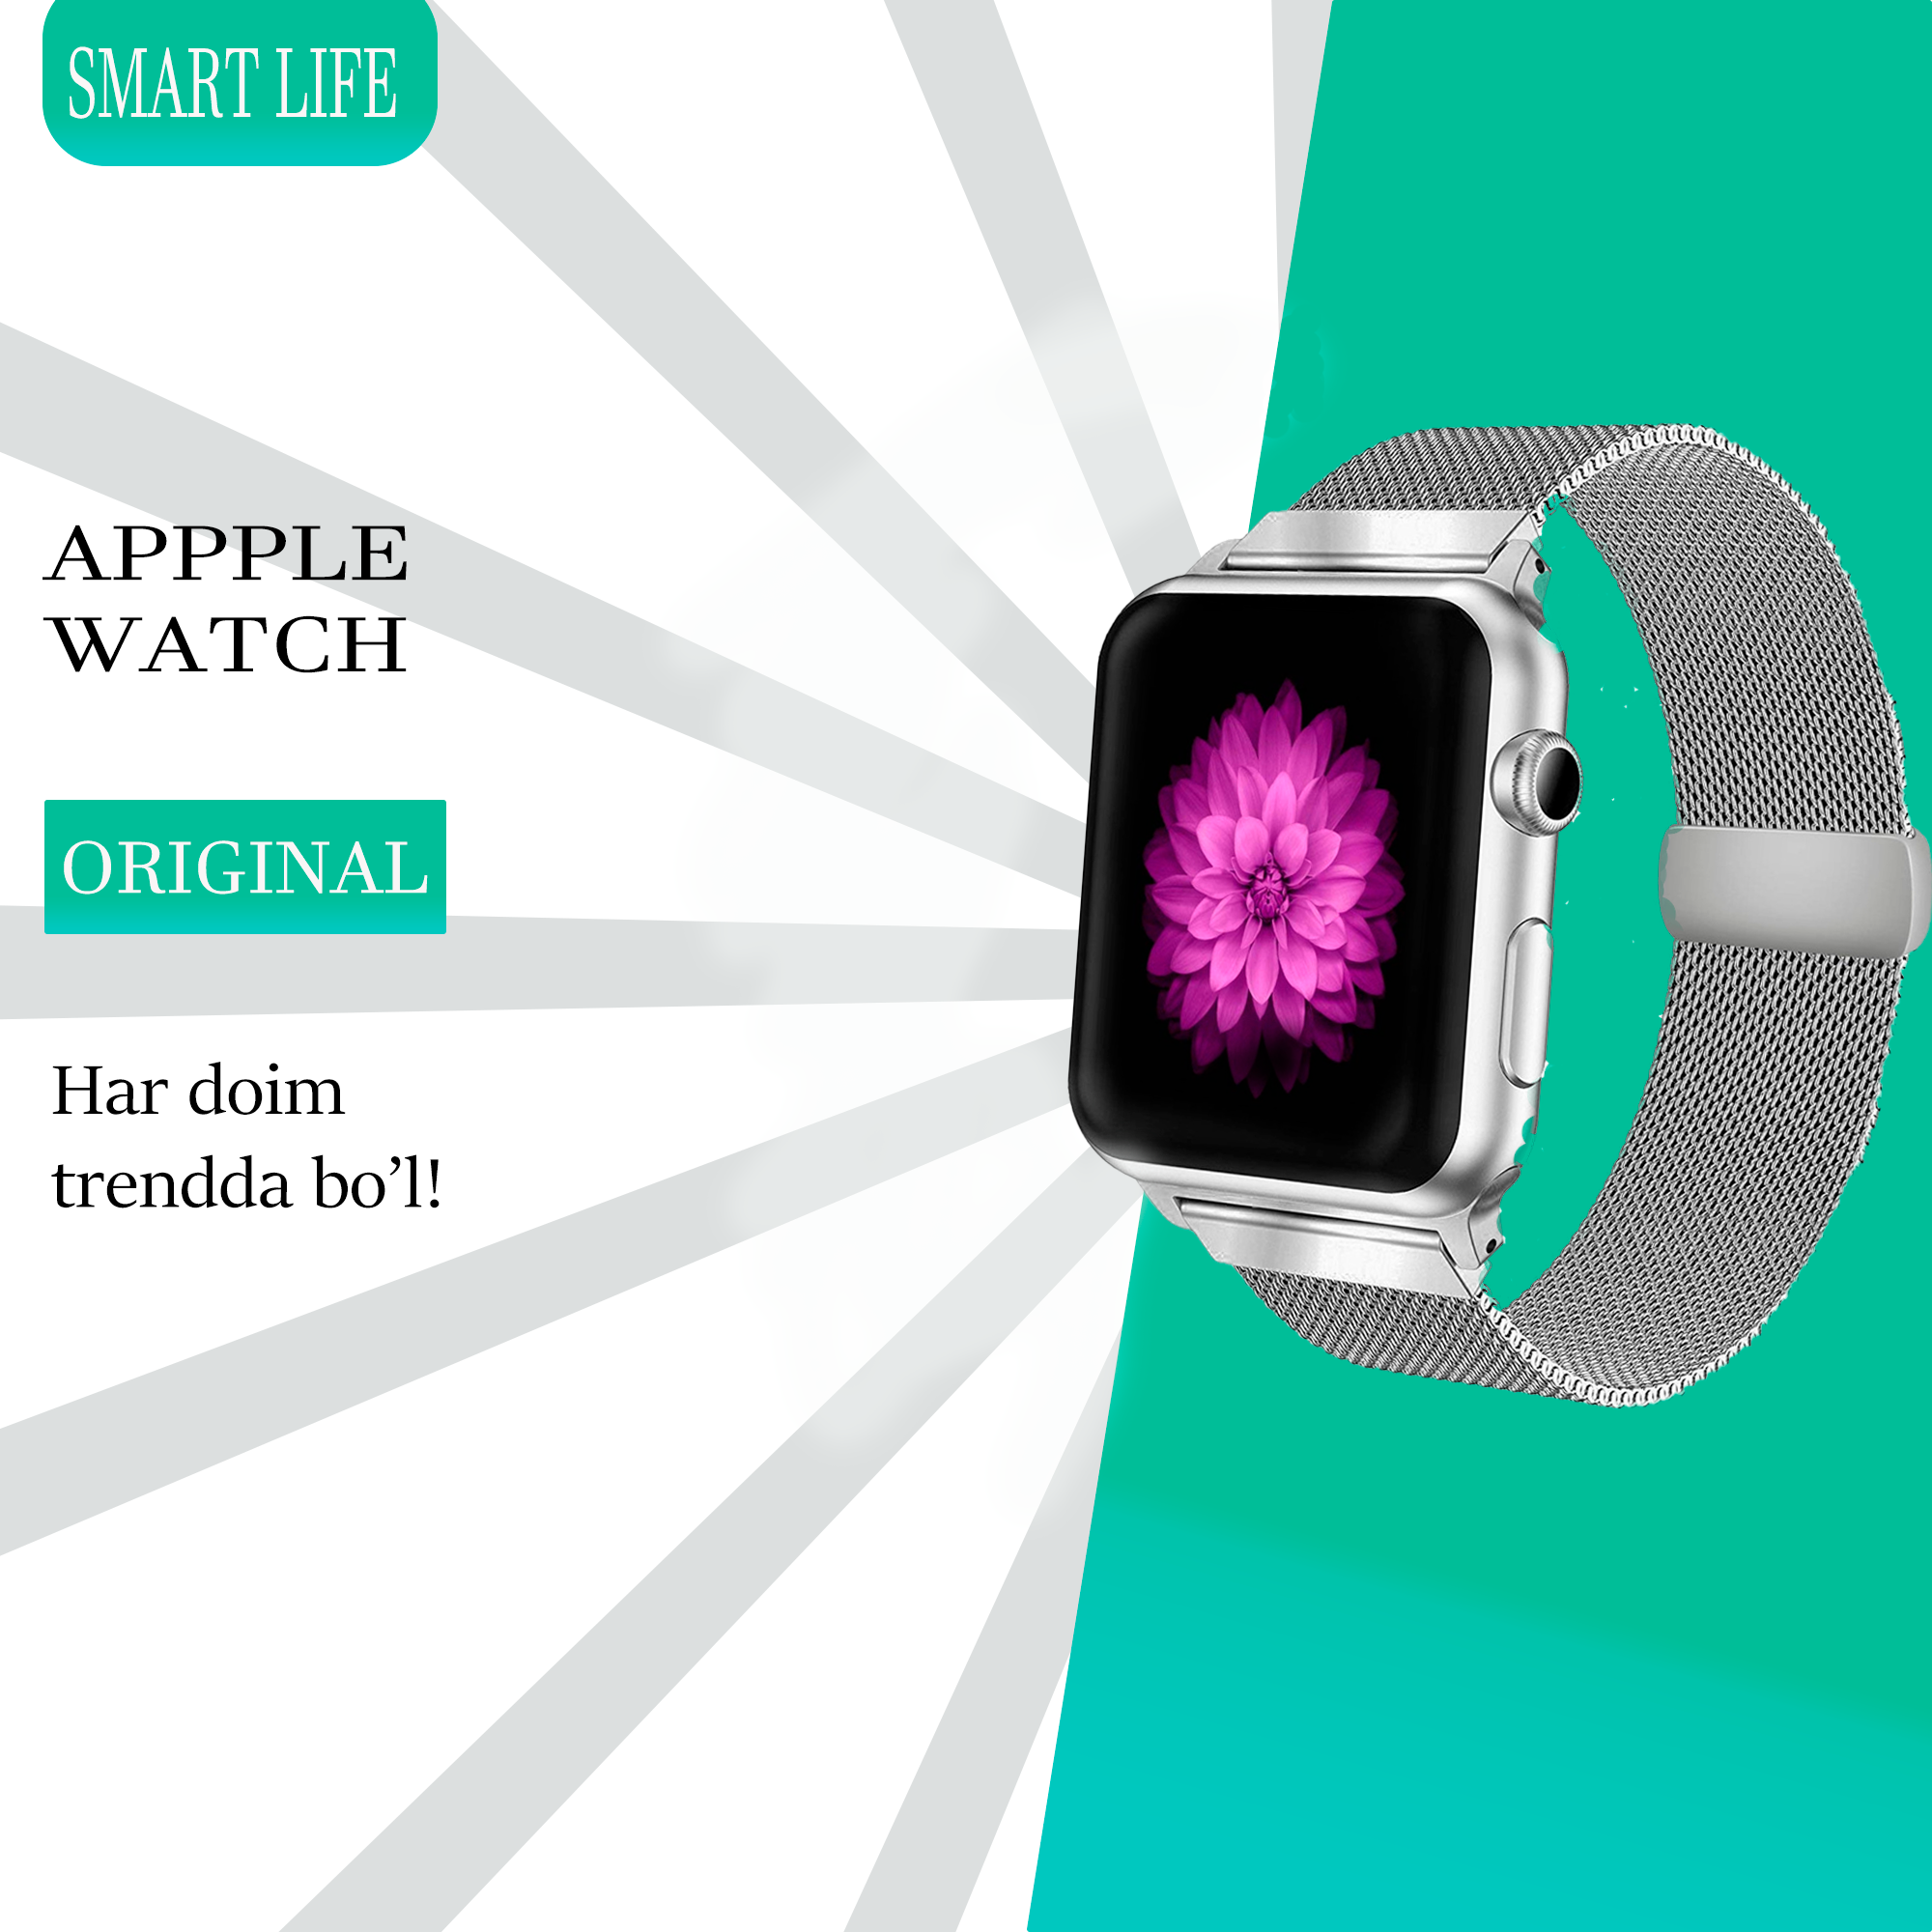 SMART LIFE
APPPLE
WATCH
ORIGINAL
Har doim
trendda bo’l!